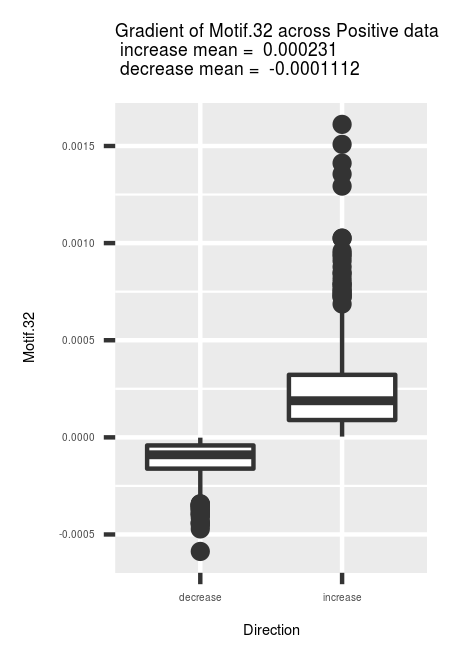 Gradient of Motif.32 across Positive data
increase mean =  0.000231
decrease mean =  -0.0001112
0.0015
0.0010
0.0005
0.0000
-0.0005
Motif.32
decrease increase
Direction